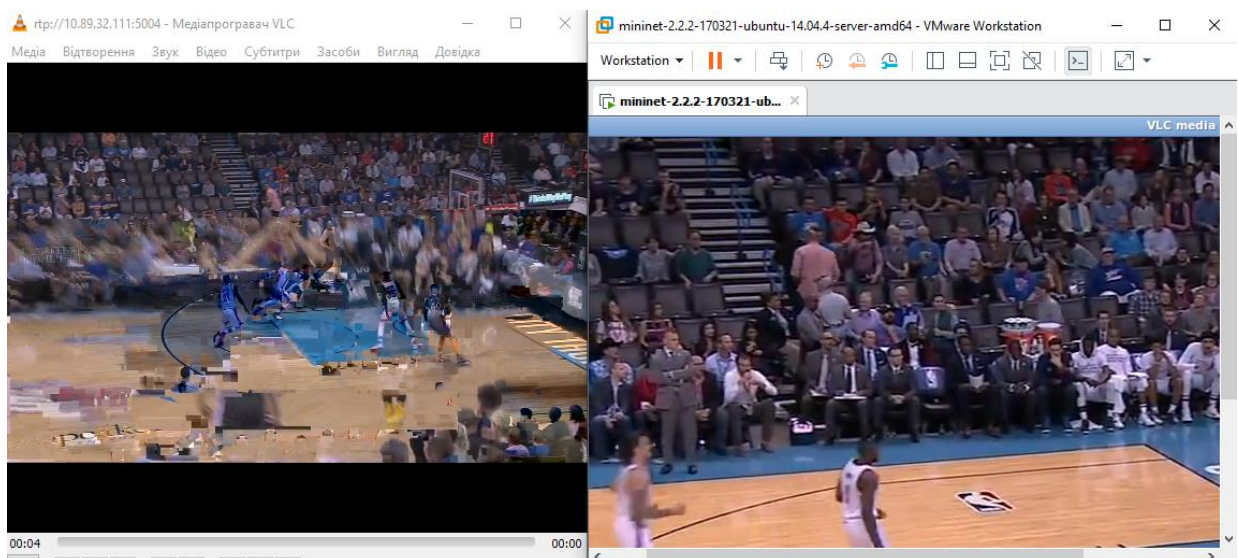 rtp://10.89.32.111:5004 - Медіапрогравач VLC
Медіа Відтворення Звук Відео Субтитри Засоби Вигляд Довідка
#ThisIsWhyWePlay
00:04 00:00
mininet-2.2.2-170321-ubuntu-14.04.4-server-amd64 - VMware Workstation
Workstation
mininet-2.2.2-170321-ub...
VLC media